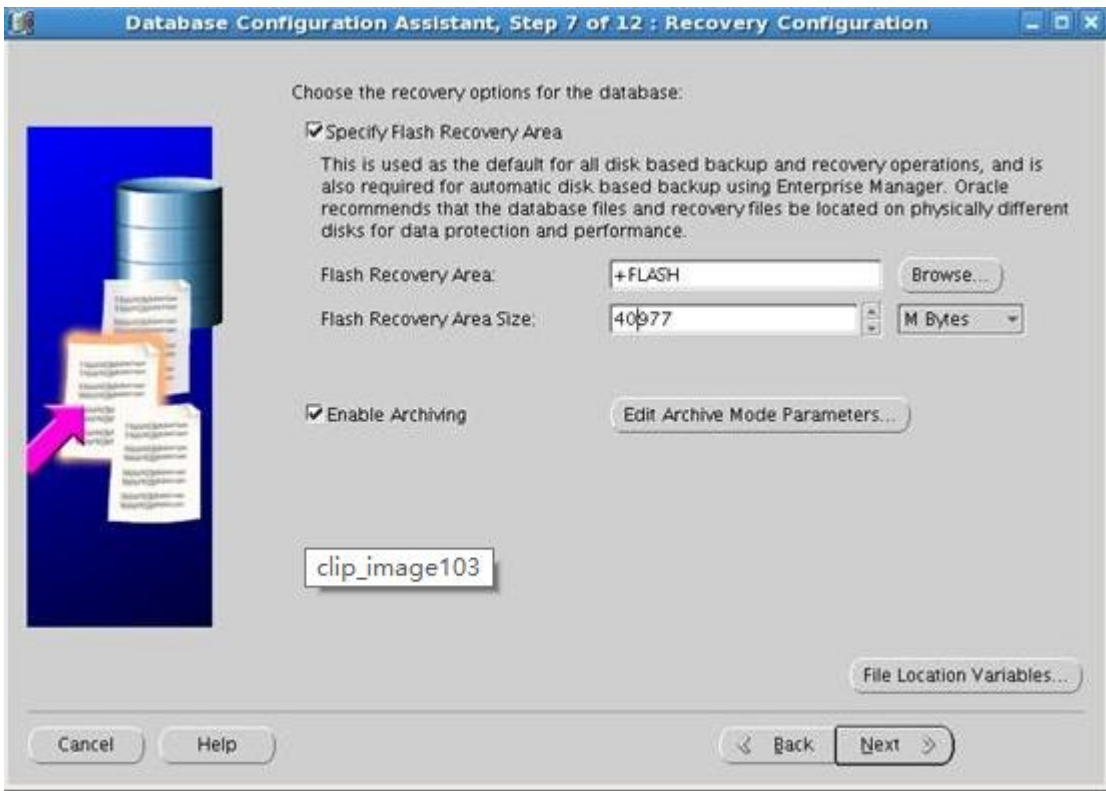 Database Configuration Assistant, Step 7 of 12 : Recovery Configuration
Choose the recovery options for the database:
Specify Flash Recovery Area
This is used as the default for all disk based backup and recovery operations, and is
also required for automatic disk based backup using Enterprise Manager. Oracle
recommends that the database files and recovery files be located on physically different
disks for data protection and performance.
Flash Recovery Area: +FLASH Browse...
Flash Recovery Area Size: 40977 M Bytes
Enable Archiving Edit Archive Mode Parameters...
clip_image103
File Location Variables...
Cancel Help Back Next